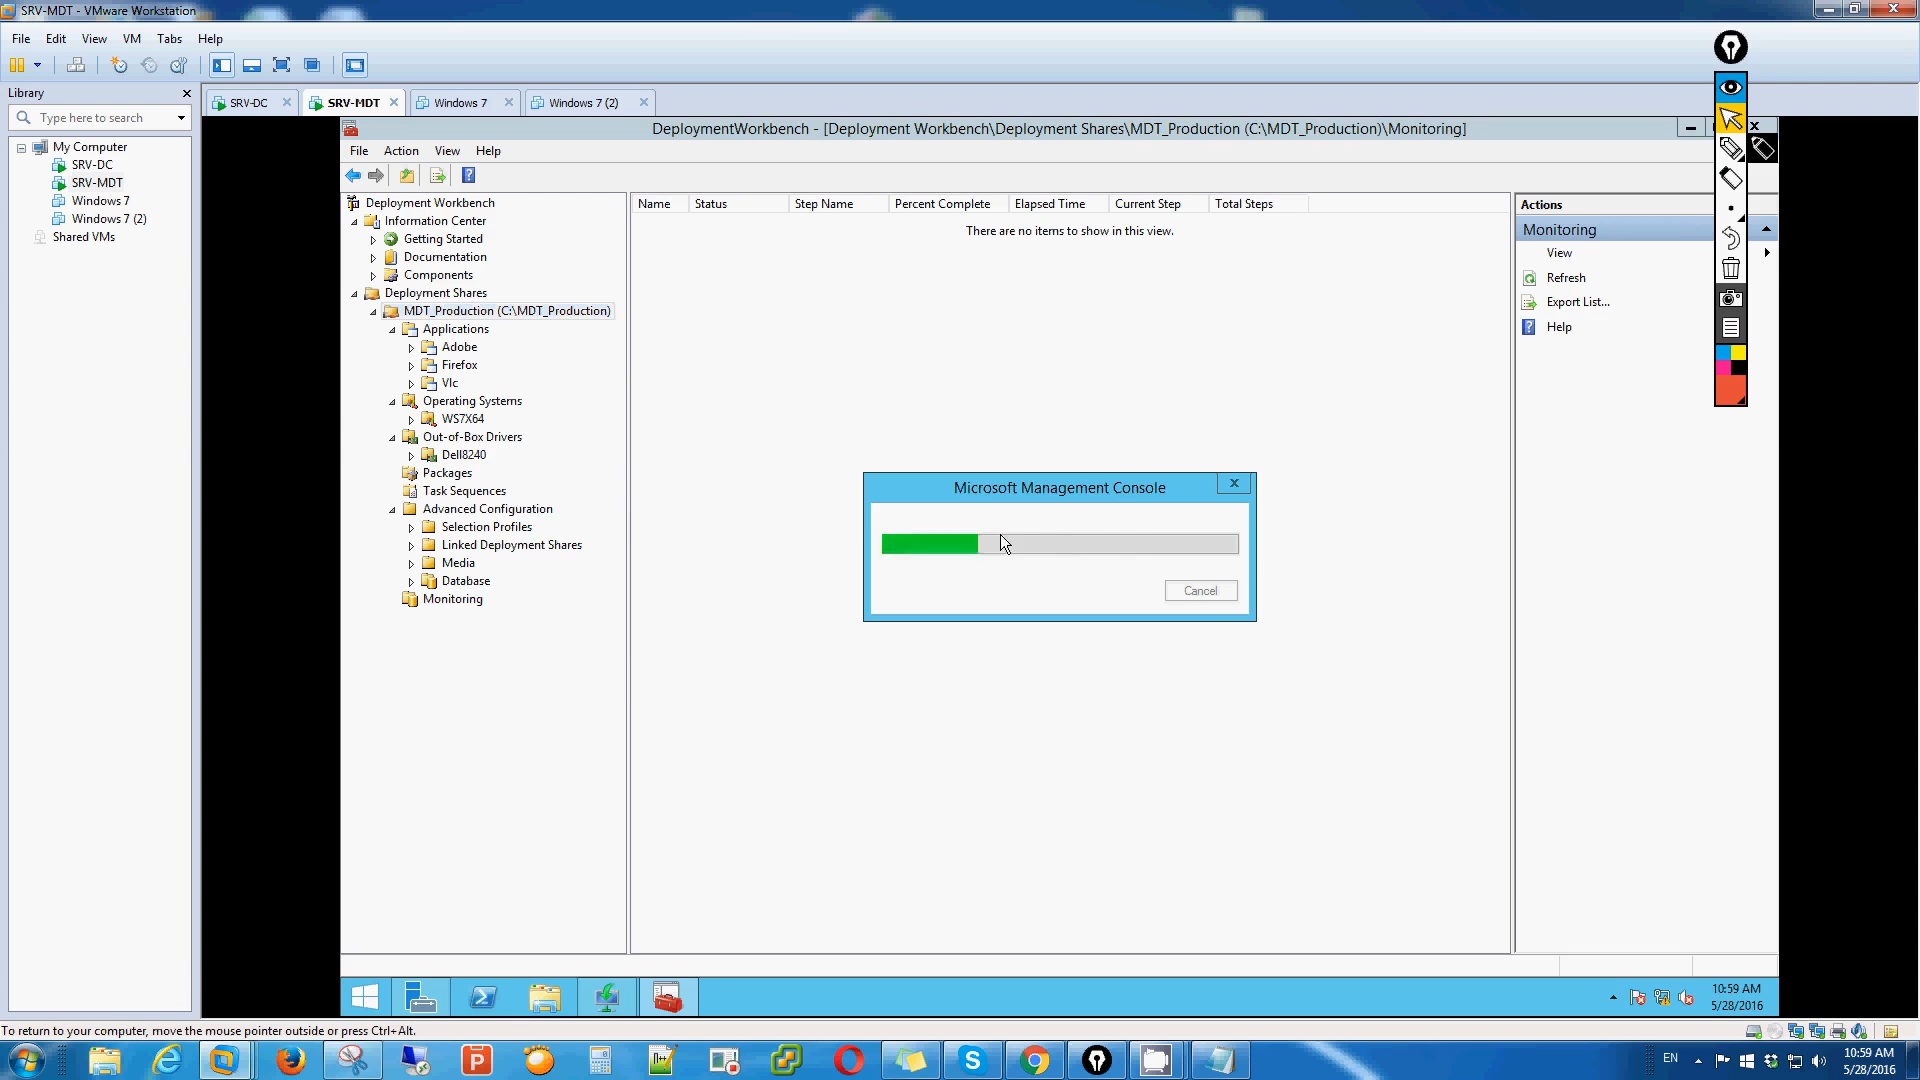 SRV-MDT - VMware Workstation
File Edit View VM Tabs Help
Library
Type here to search
My Computer
SRV-DC
SRV-MDT
Windows 7
Windows 7 (2)
Shared VMs
SRV-DC SRV-MDT Windows 7 Windows 7 (2)
DeploymentWorkbench - [Deployment Workbench\Deployment Shares\MDT_Production (C:\MDT_Production)\Monitoring]
File Action View Help
Deployment Workbench
Information Center
Getting Started
Documentation
Components
Deployment Shares
MDT_Production (C:\MDT_Production)
Applications
Adobe
Firefox
Vlc
Operating Systems
WS7X64
Out-of-Box Drivers
Dell8240
Packages
Task Sequences
Advanced Configuration
Selection Profiles
Linked Deployment Shares
Media
Database
Monitoring
Name Status Step Name Percent Complete Elapsed Time Current Step Total Steps
There are no items to show in this view.
Microsoft Management Console
Cancel
Actions
Monitoring
View
Refresh
Export List...
Help
10:59 AM
5/28/2016
To return to your computer, move the mouse pointer outside or press Ctrl+Alt.
EN
10:59 AM
5/28/2016